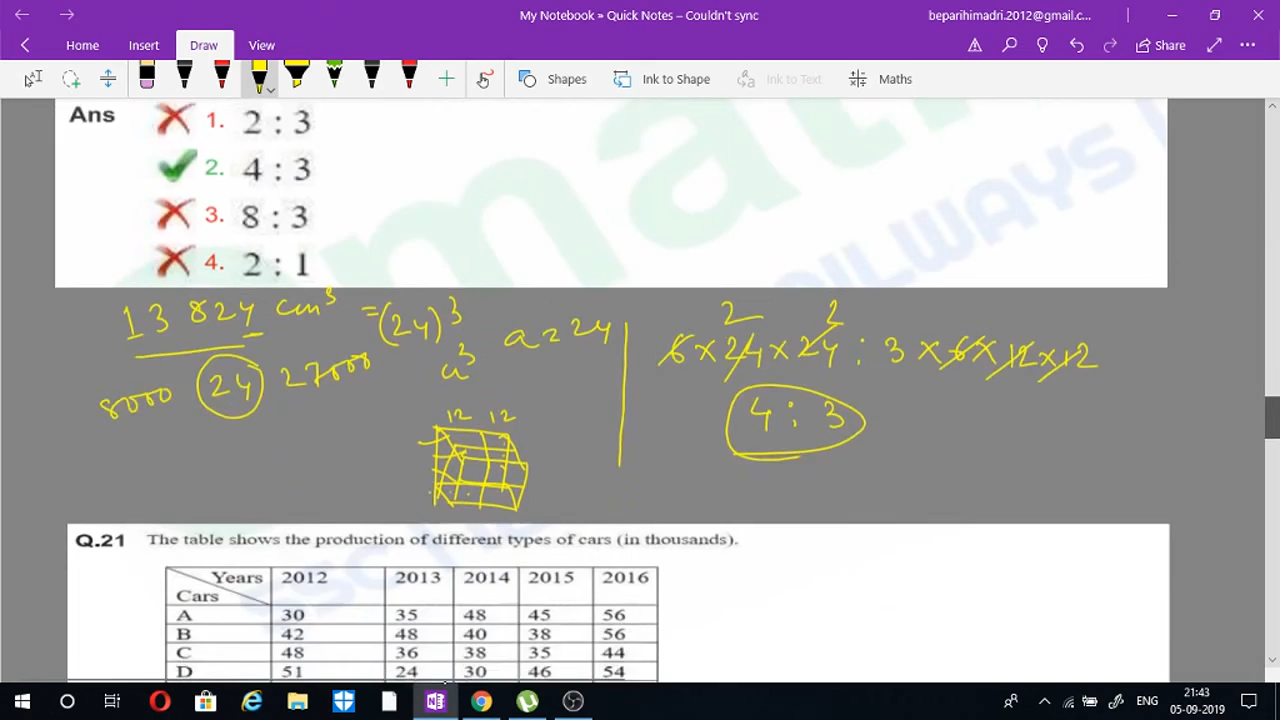 My Notebook » Quick Notes – Couldn't sync
beparihimadri.2012@gmail.c...
Home Insert Draw View
Share
Shapes Ink to Shape Ink to Text Maths
Ans
1. 2 : 3
2. 4 : 3
3. 8 : 3
4. 2 : 1
13 824 cm³ =(24)³ a = 24
8000 24 27000 a³
12 12
2 2
6 × 24 × 24 : 3 × 6 × 12 × 12
4 : 3
Q.21 The table shows the production of different types of cars (in thousands).
Years 2012 2013 2014 2015 2016
Cars
A 30 35 48 45 56
B 42 48 40 38 56
C 48 36 38 35 44
D 51 24 30 46 54
ENG
21:43
05-09-2019